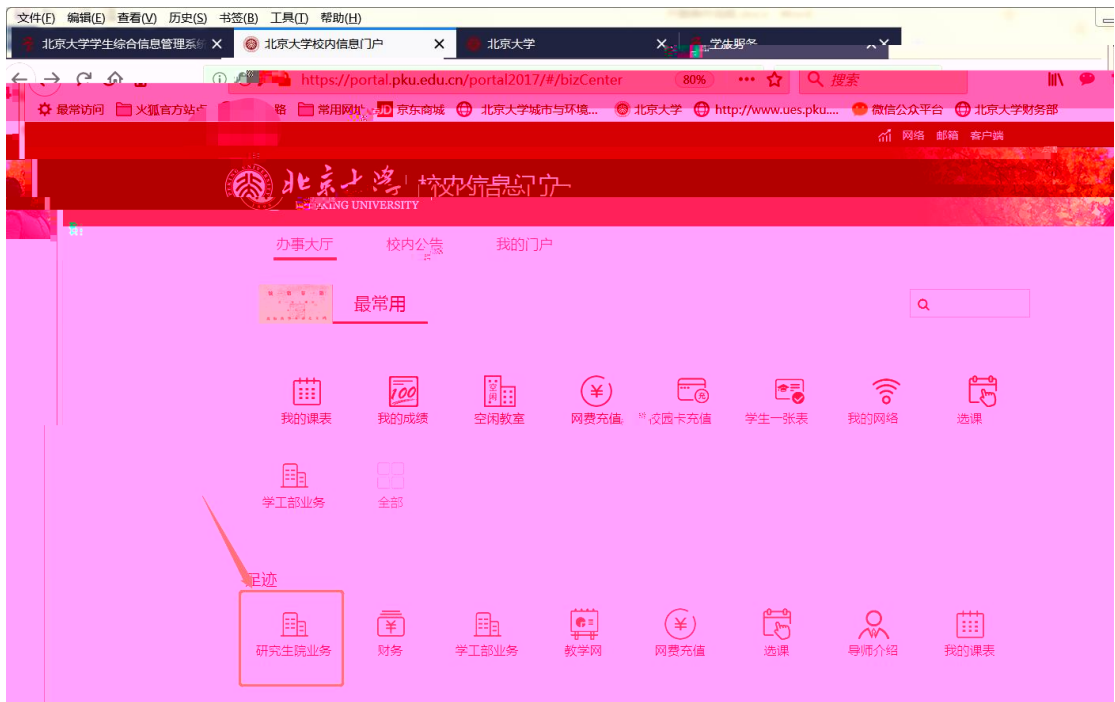 文件(F) 编辑(E) 查看(V) 历史(S) 书签(B) 工具(T) 帮助(H)
北京大学学生综合信息管理系统 北京大学校内信息门户 北京大学 学生服务
https://portal.pku.edu.cn/portal2017/#/bizCenter 80% 搜索
最常访问 火狐官方站点 常用网址 京东商城 北京大学城市与环境... 北京大学 http://www.ues.pku.... 微信公众平台 北京大学财务部
网络 邮箱 客户端
北京大学 校内信息门户
PEKING UNIVERSITY
办事大厅 校内公告 我的门户
最常用
我的课表 我的成绩 空闲教室 网费充值 校园卡充值 学生一张表 我的网络 选课
学工部业务 全部
足迹
研究生院业务 财务 学工部业务 教学网 网费充值 选课 导师介绍 我的课表